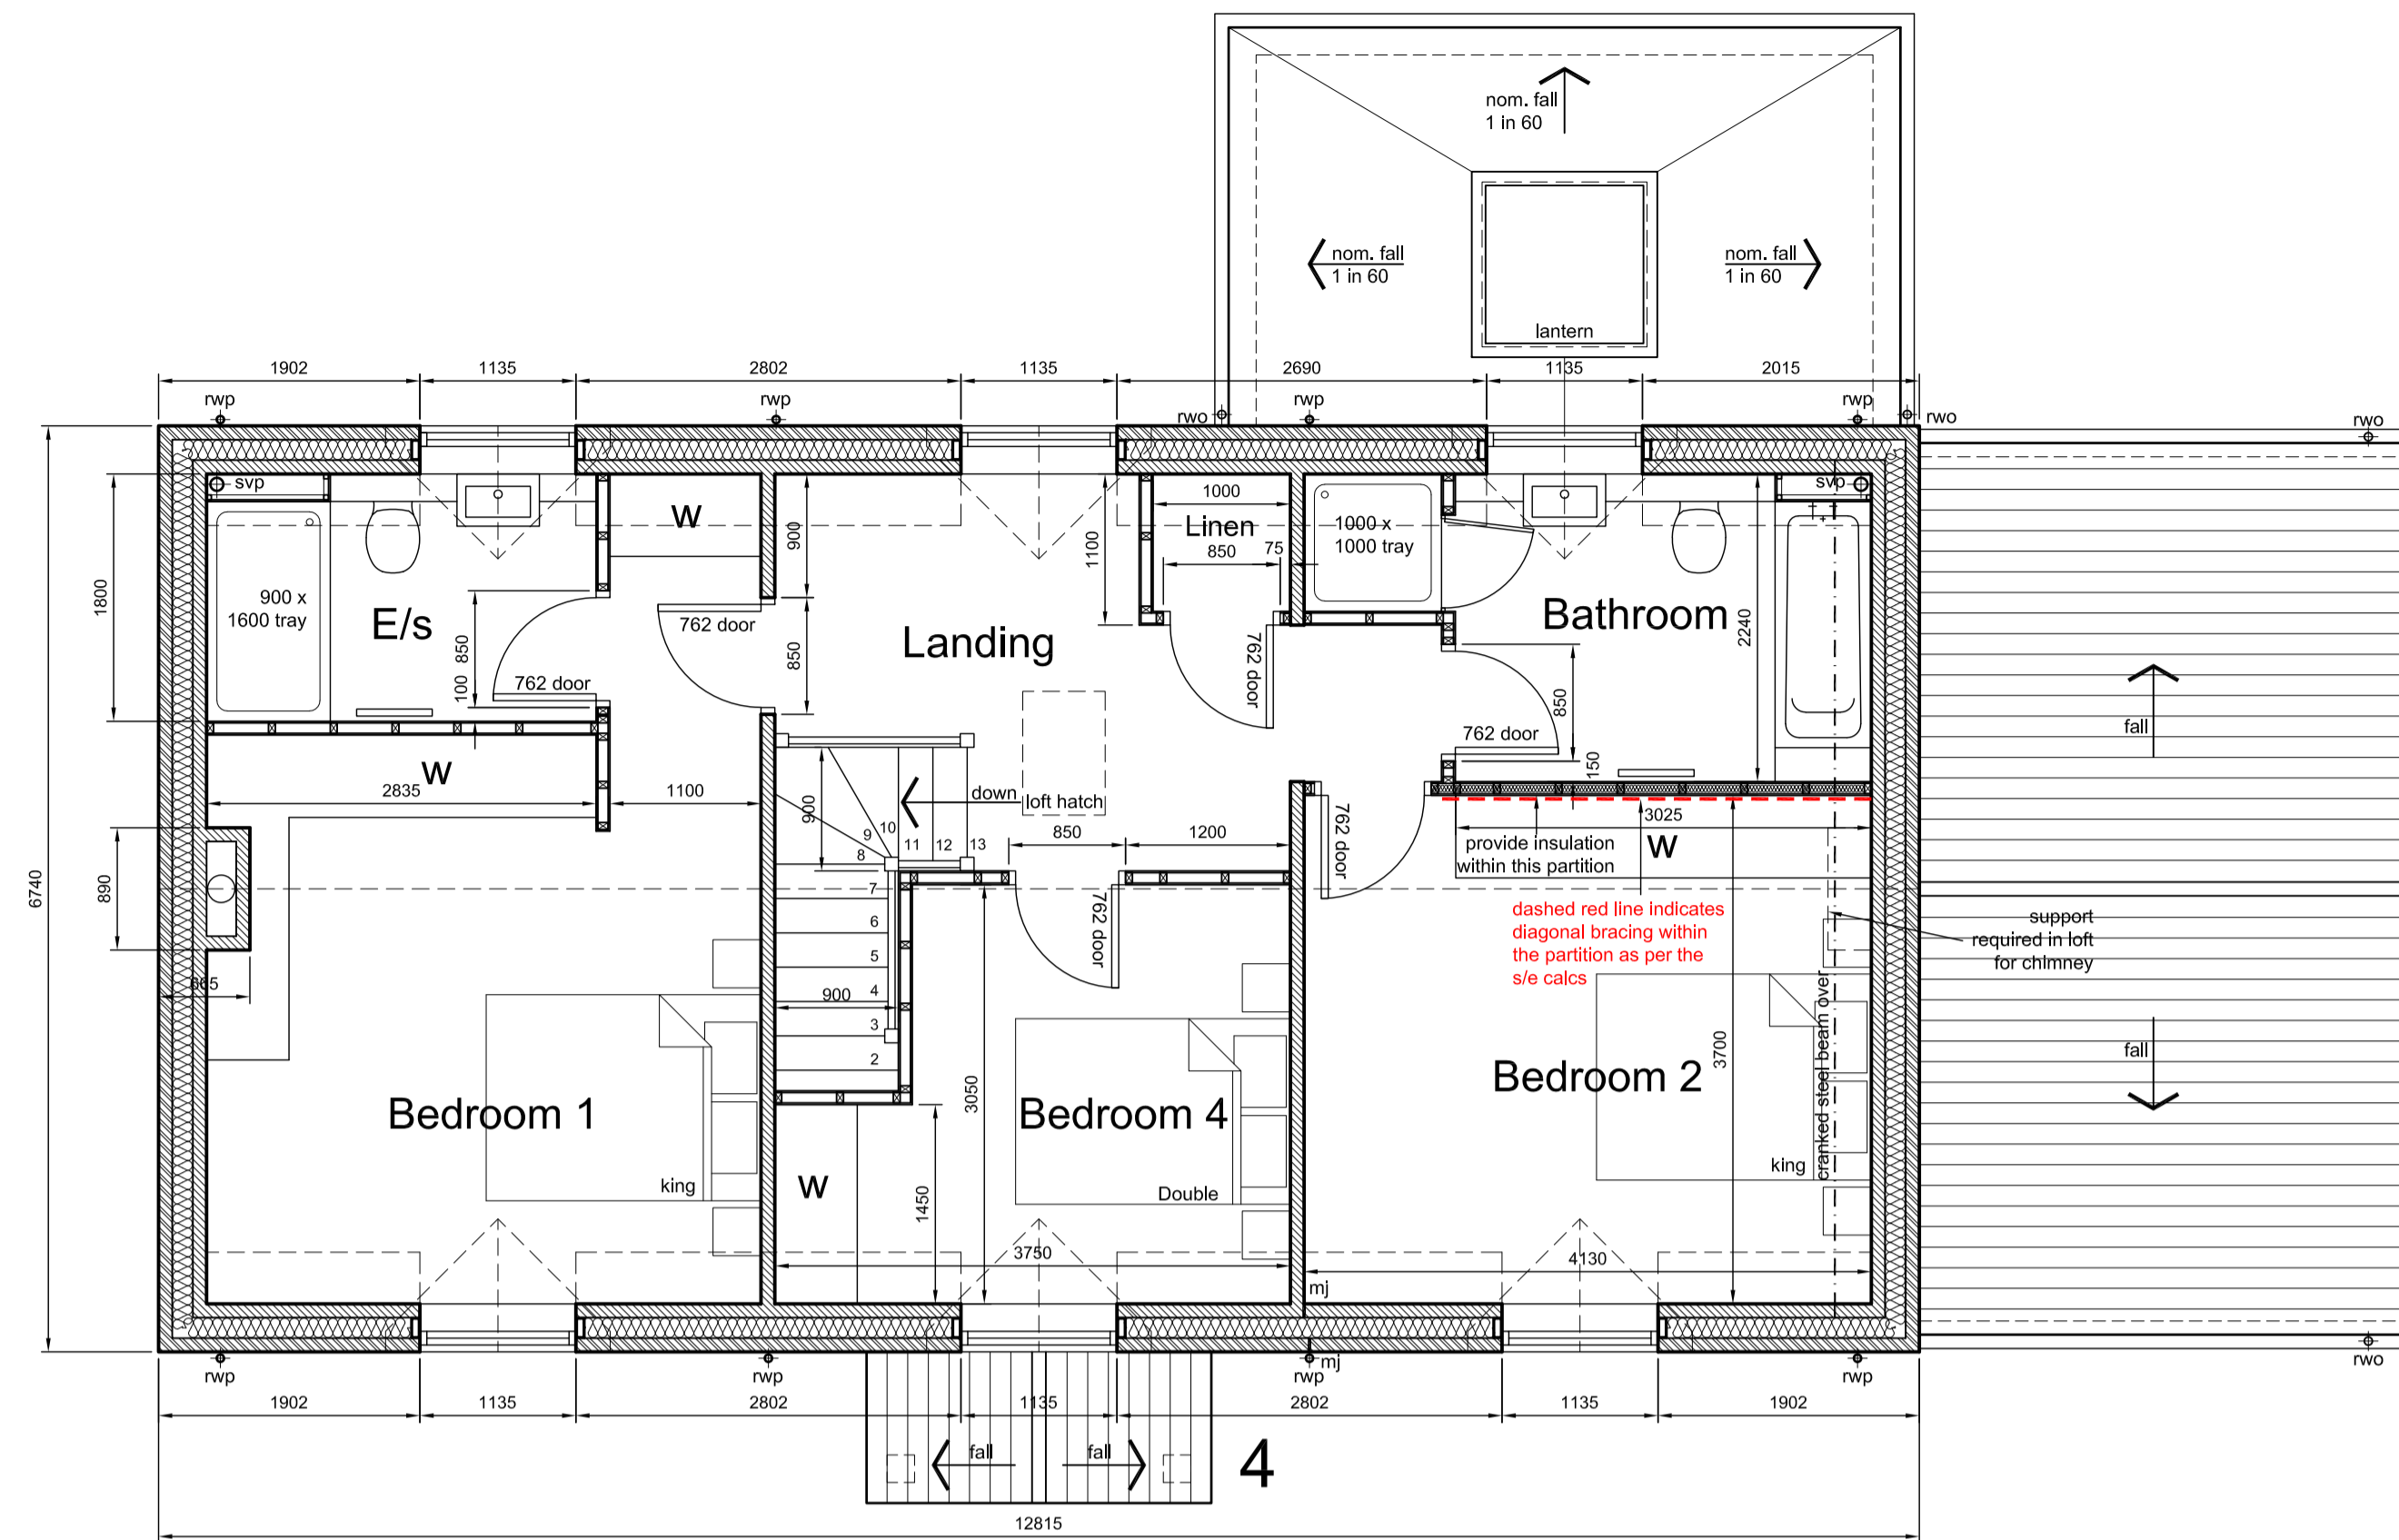 nom. fall
1 in 60
nom. fall
1 in 60
nom. fall
1 in 60
lantern
1902
1135
2802
1135
2690
1135
2015
rwp
rwp
rwo
rwp
rwp
rwo
rwo
svp
W
1000
Linen
850
75
1000 x
1000 tray
svp
900
1100
1800
900 x
1600 tray
E/s
762 door
Landing
850
762 door
Bathroom
2240
850
100
762 door
850
762 door
150
fall
W
2835
1100
900
down
loft hatch
10
9
8
11
12
13
850
1200
762 door
3025
provide insulation
within this partition
W
7
6
5
4
3
2
762 door
dashed red line indicates
diagonal bracing within
the partition as per the
s/e calcs
support
required in loft
for chimney
6740
890
665
900
cranked steel beam over
fall
Bedroom 1
king
3050
Bedroom 4
Double
Bedroom 2
3700
king
W
1450
3750
4130
mj
rwp
rwp
rwp
mj
rwp
rwo
1902
1135
2802
1135
2802
1135
1902
fall
fall
4
12815